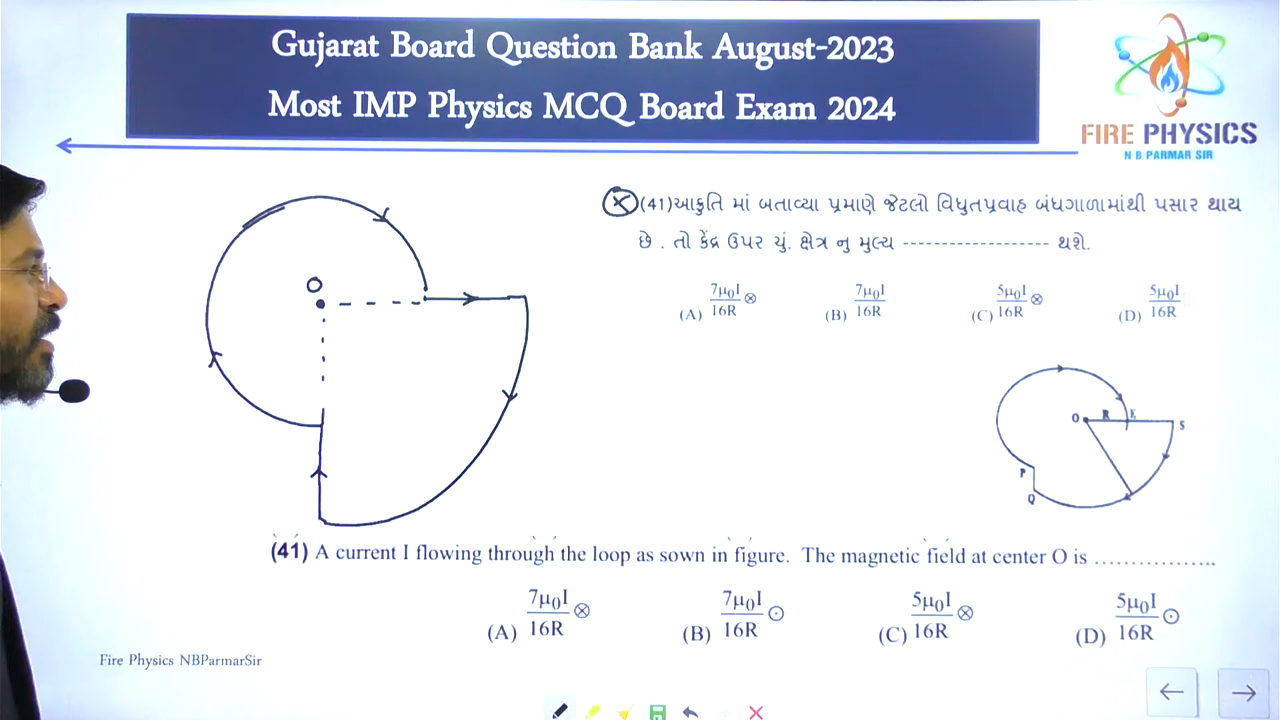 Gujarat Board Question Bank August-2023
Most IMP Physics MCQ Board Exam 2024
FIRE PHYSICS
N B PARMAR SIR
(41)આકૃતિ માં બતાવ્યા પ્રમાણે જેટલો વિધુતપ્રવાહ બંધગાળામાંથી પસાર થાય
છે . તો કેંદ્ર ઉપર ચું. ક્ષેત્ર નુ મુલ્ય -------------------- થશે.
(A) 7μ0I/16R ⊗ (B) 7μ0I/16R (C) 5μ0I/16R ⊗ (D) 5μ0I/16R
O
O R
S
P
Q
(41) A current I flowing through the loop as sown in figure. The magnetic field at center O is .................
(A) 7μ0I/16R ⊗ (B) 7μ0I/16R ⊙ (C) 5μ0I/16R ⊗ (D) 5μ0I/16R ⊙
Fire Physics NBParmarSir